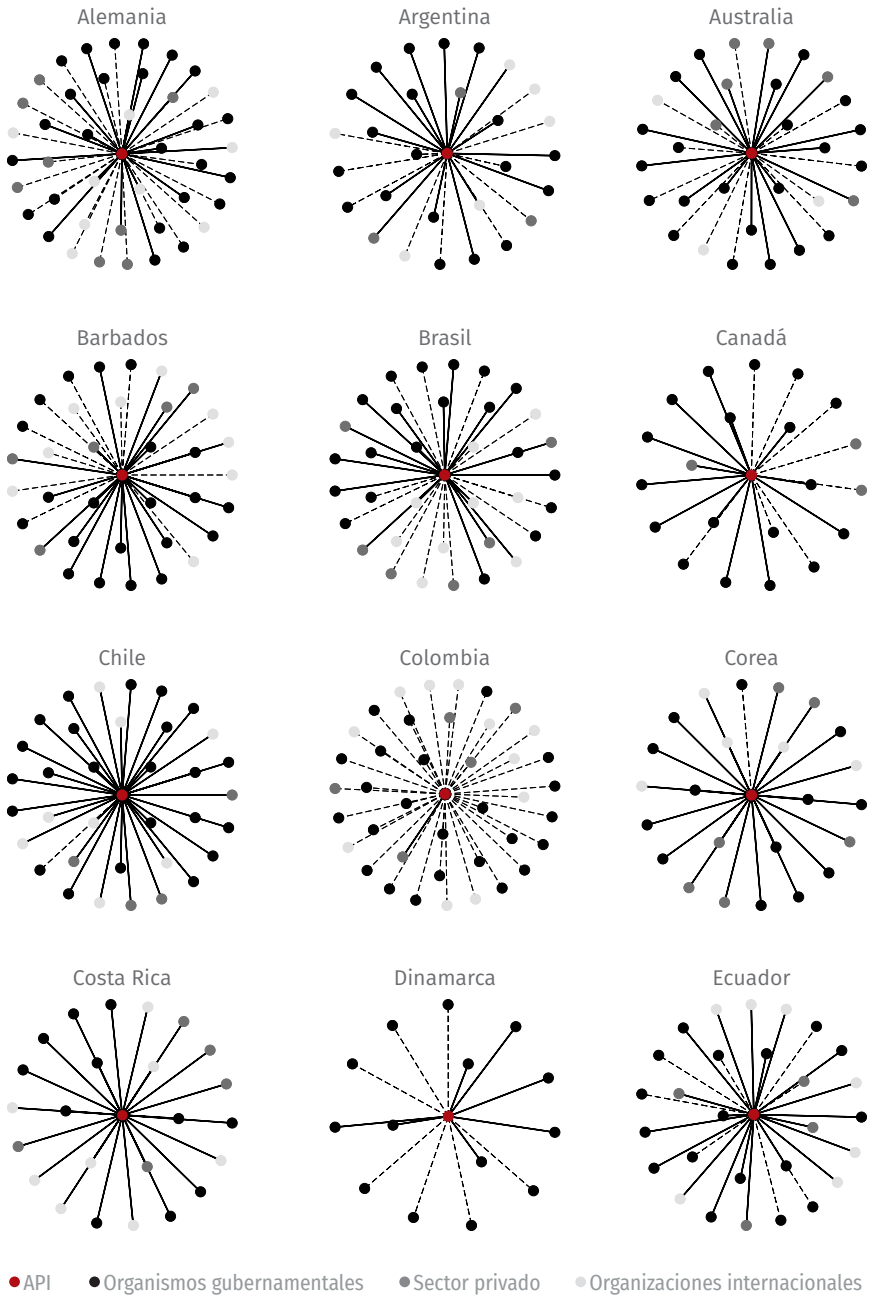 Alemania Argentina Australia
Barbados Brasil Canadá
Chile Colombia Corea
Costa Rica Dinamarca Ecuador
API Organismos gubernamentales Sector privado Organizaciones internacionales